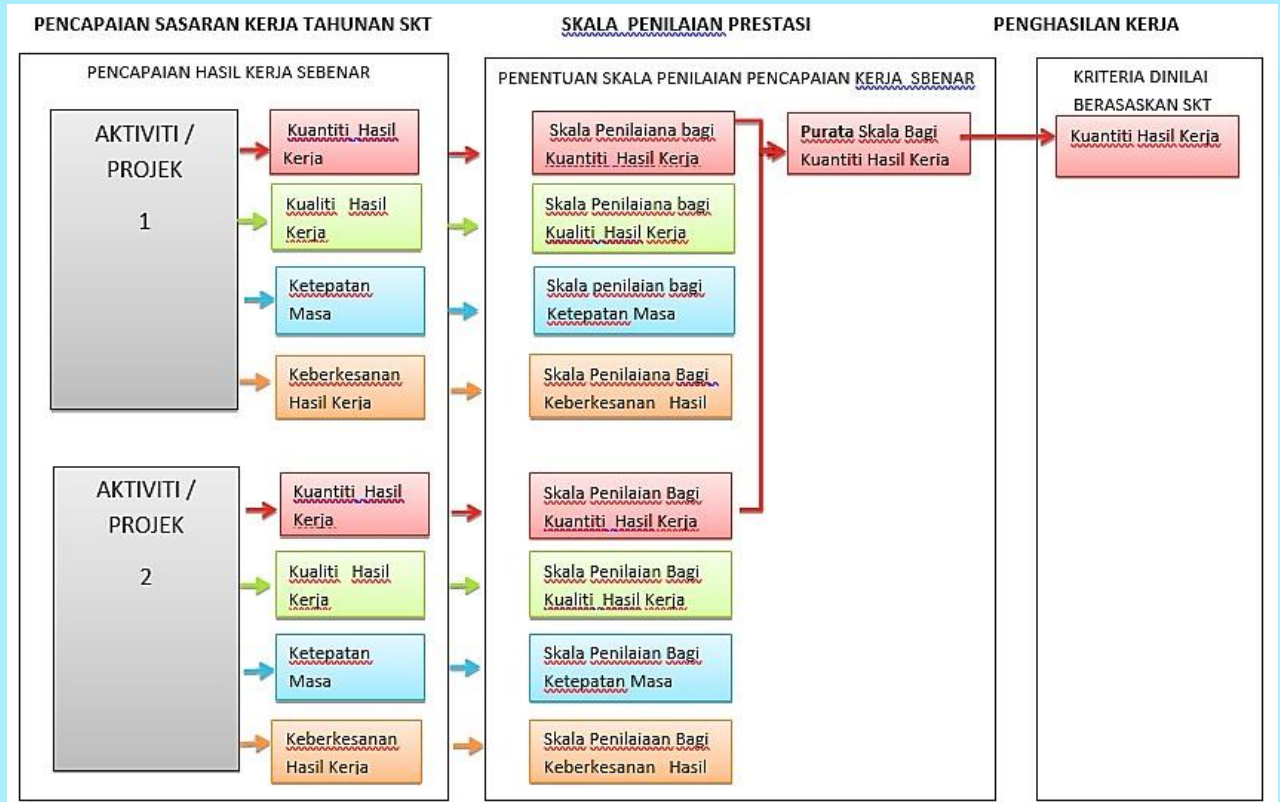 PENCAPAIAN SASARAN KERJA TAHUNAN SKT
SKALA PENILAIAN PRESTASI
PENGHASILAN KERJA
PENCAPAIAN HASIL KERJA SEBENAR
PENENTUAN SKALA PENILAIAN PENCAPAIAN KERJA SBENAR
KRITERIA DINILAI
BERASASKAN SKT
AKTIVITI /
PROJEK
1
Kuantiti Hasil
Kerja
Skala Penilaiana bagi
Kuantiti Hasil Kerja
Purata Skala Bagi
Kuantiti Hasil Kerja
Kuantiti Hasil Kerja
Kualiti Hasil
Kerja
Skala Penilaiana bagi
Kualiti Hasil Kerja
Ketepatan
Masa
Skala penilaian bagi
Ketepatan Masa
Keberkesanan
Hasil Kerja
Skala Penilaiana Bagi
Keberkesanan Hasil
AKTIVITI /
PROJEK
2
Kuantiti Hasil
Kerja
Skala Penilaian Bagi
Kuantiti Hasil Kerja
Kualiti Hasil
Kerja
Skala Penilaian Bagi
Kualiti Hasil Kerja
Ketepatan
Masa
Skala Penilaian Bagi
Ketepatan Masa
Keberkesanan
Hasil Kerja
Skala Penilaiaan Bagi
Keberkesanan Hasil